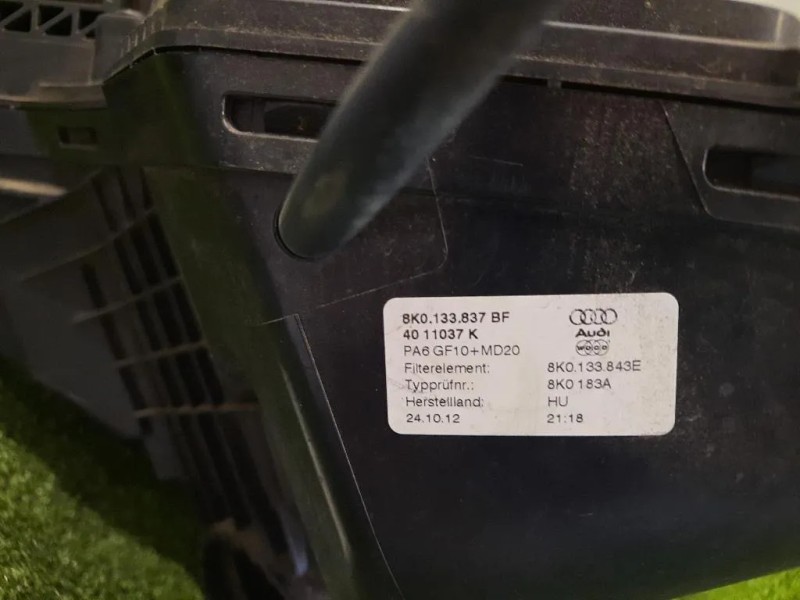 8K0.133.837 BF
40 11037 K
Audi
PA6 GF10+MD20
Filterelement: 8K0.133.843E
Typprüfnr.: 8K0 183A
Herstelland: HU
24.10.12 21:18